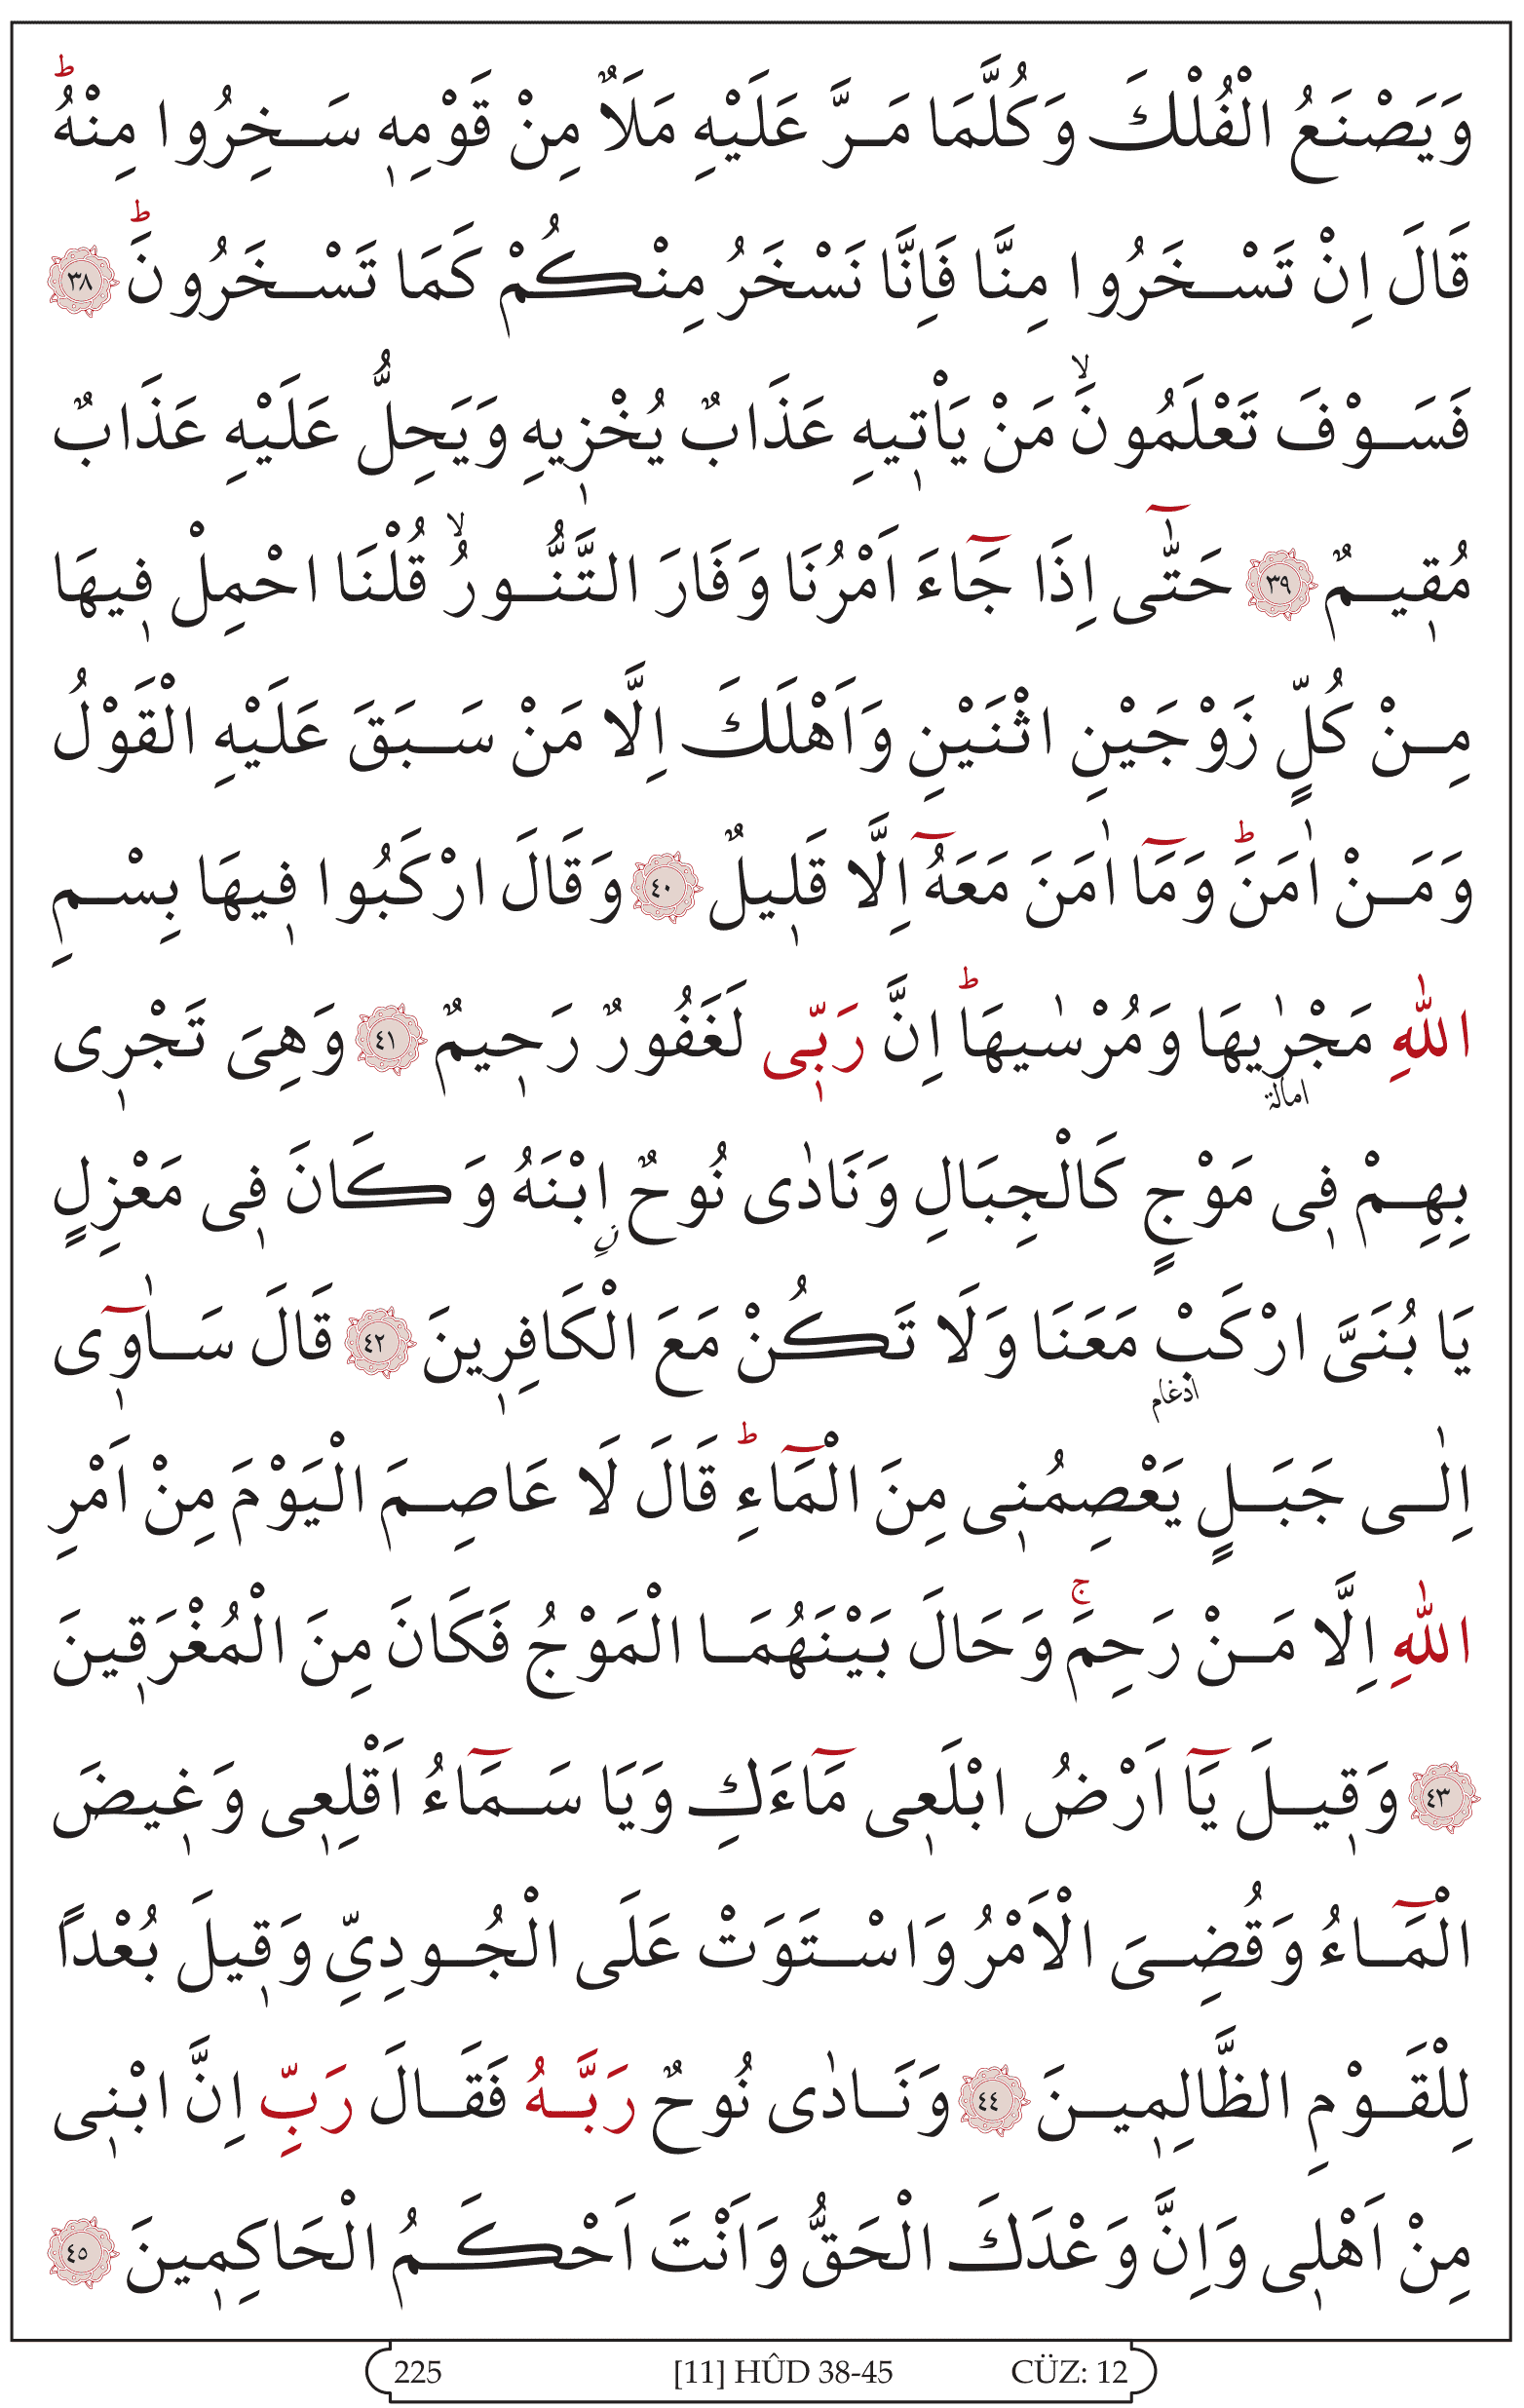 وَيَصْنَعُ الْفُلْكَ وَكُلَّمَا مَرَّ عَلَيْهِ مَلَاٌ مِنْ قَوْمِه۪ سَخِرُوا مِنْهُۜ ط
قَالَ اِنْ تَسْخَرُوا مِنَّا فَاِنَّا نَسْخَرُ مِنْكُمْ كَمَا تَسْخَرُونَ ط ﴿٣٨﴾
فَسَوْفَ تَعْلَمُونَۙ مَنْ يَأْت۪يهِ عَذَابٌ يُخْز۪يهِ وَيَحِلُّ عَلَيْهِ عَذَابٌ
مُق۪يمٌ ﴿٣٩﴾ حَتّٰٓى اِذَا جَٓاءَ اَمْرُنَا وَفَارَ التَّنُّورُۙ قُلْنَا احْمِلْ ف۪يهَا
مِنْ كُلٍّ زَوْجَيْنِ اثْنَيْنِ وَاَهْلَكَ اِلَّا مَنْ سَبَقَ عَلَيْهِ الْقَوْلُ
وَمَنْ اٰمَنَ ط وَمَٓا اٰمَنَ مَعَهُٓ اِلَّا قَل۪يلٌ ﴿٤٠﴾ وَقَالَ ارْكَبُوا ف۪يهَا بِسْمِ
اللّٰهِ مَجْرٰۭيهَا وَمُرْسٰيهَا ط اِنَّ رَبّ۪ى لَغَفُورٌ رَح۪يمٌ ﴿٤١﴾ وَهِىَ تَجْر۪ى
امالة
بِهِمْ ف۪ى مَوْجٍ كَالْجِبَالِ وَنَادٰى نُوحٌ ݧِ ابْنَهُ وَكَانَ ف۪ى مَعْزِلٍ
يَا بُنَىَّ ارْكَبْ مَعَنَا وَلَا تَكُنْ مَعَ الْكَافِر۪ينَ ﴿٤٢﴾ قَالَ سَاٰو۪ٓى
ادغام
اِلٰى جَبَلٍ يَعْصِمُن۪ى مِنَ الْمَٓاءِ ط قَالَ لَا عَاصِمَ الْيَوْمَ مِنْ اَمْرِ
اللّٰهِ اِلَّا مَنْ رَحِمَۚ وَحَالَ بَيْنَهُمَا الْمَوْجُ فَكَانَ مِنَ الْمُغْرَق۪ينَ
﴿٤٣﴾ وَق۪يلَ يَٓا اَرْضُ ابْلَع۪ى مَٓاءَكِ وَيَا سَمَٓاءُ اَقْلِع۪ى وَغ۪يضَ
الْمَٓاءُ وَقُضِىَ الْاَمْرُ وَاسْتَوَتْ عَلَى الْجُودِىِّ وَق۪يلَ بُعْداً
لِلْقَوْمِ الظَّالِم۪ينَ ﴿٤٤﴾ وَنَادٰى نُوحٌ رَبَّهُ فَقَالَ رَبِّ اِنَّ ابْن۪ى
مِنْ اَهْل۪ى وَاِنَّ وَعْدَكَ الْحَقُّ وَاَنْتَ اَحْكَمُ الْحَاكِم۪ينَ ﴿٤٥﴾
225 [11] HÛD 38-45 CÜZ: 12